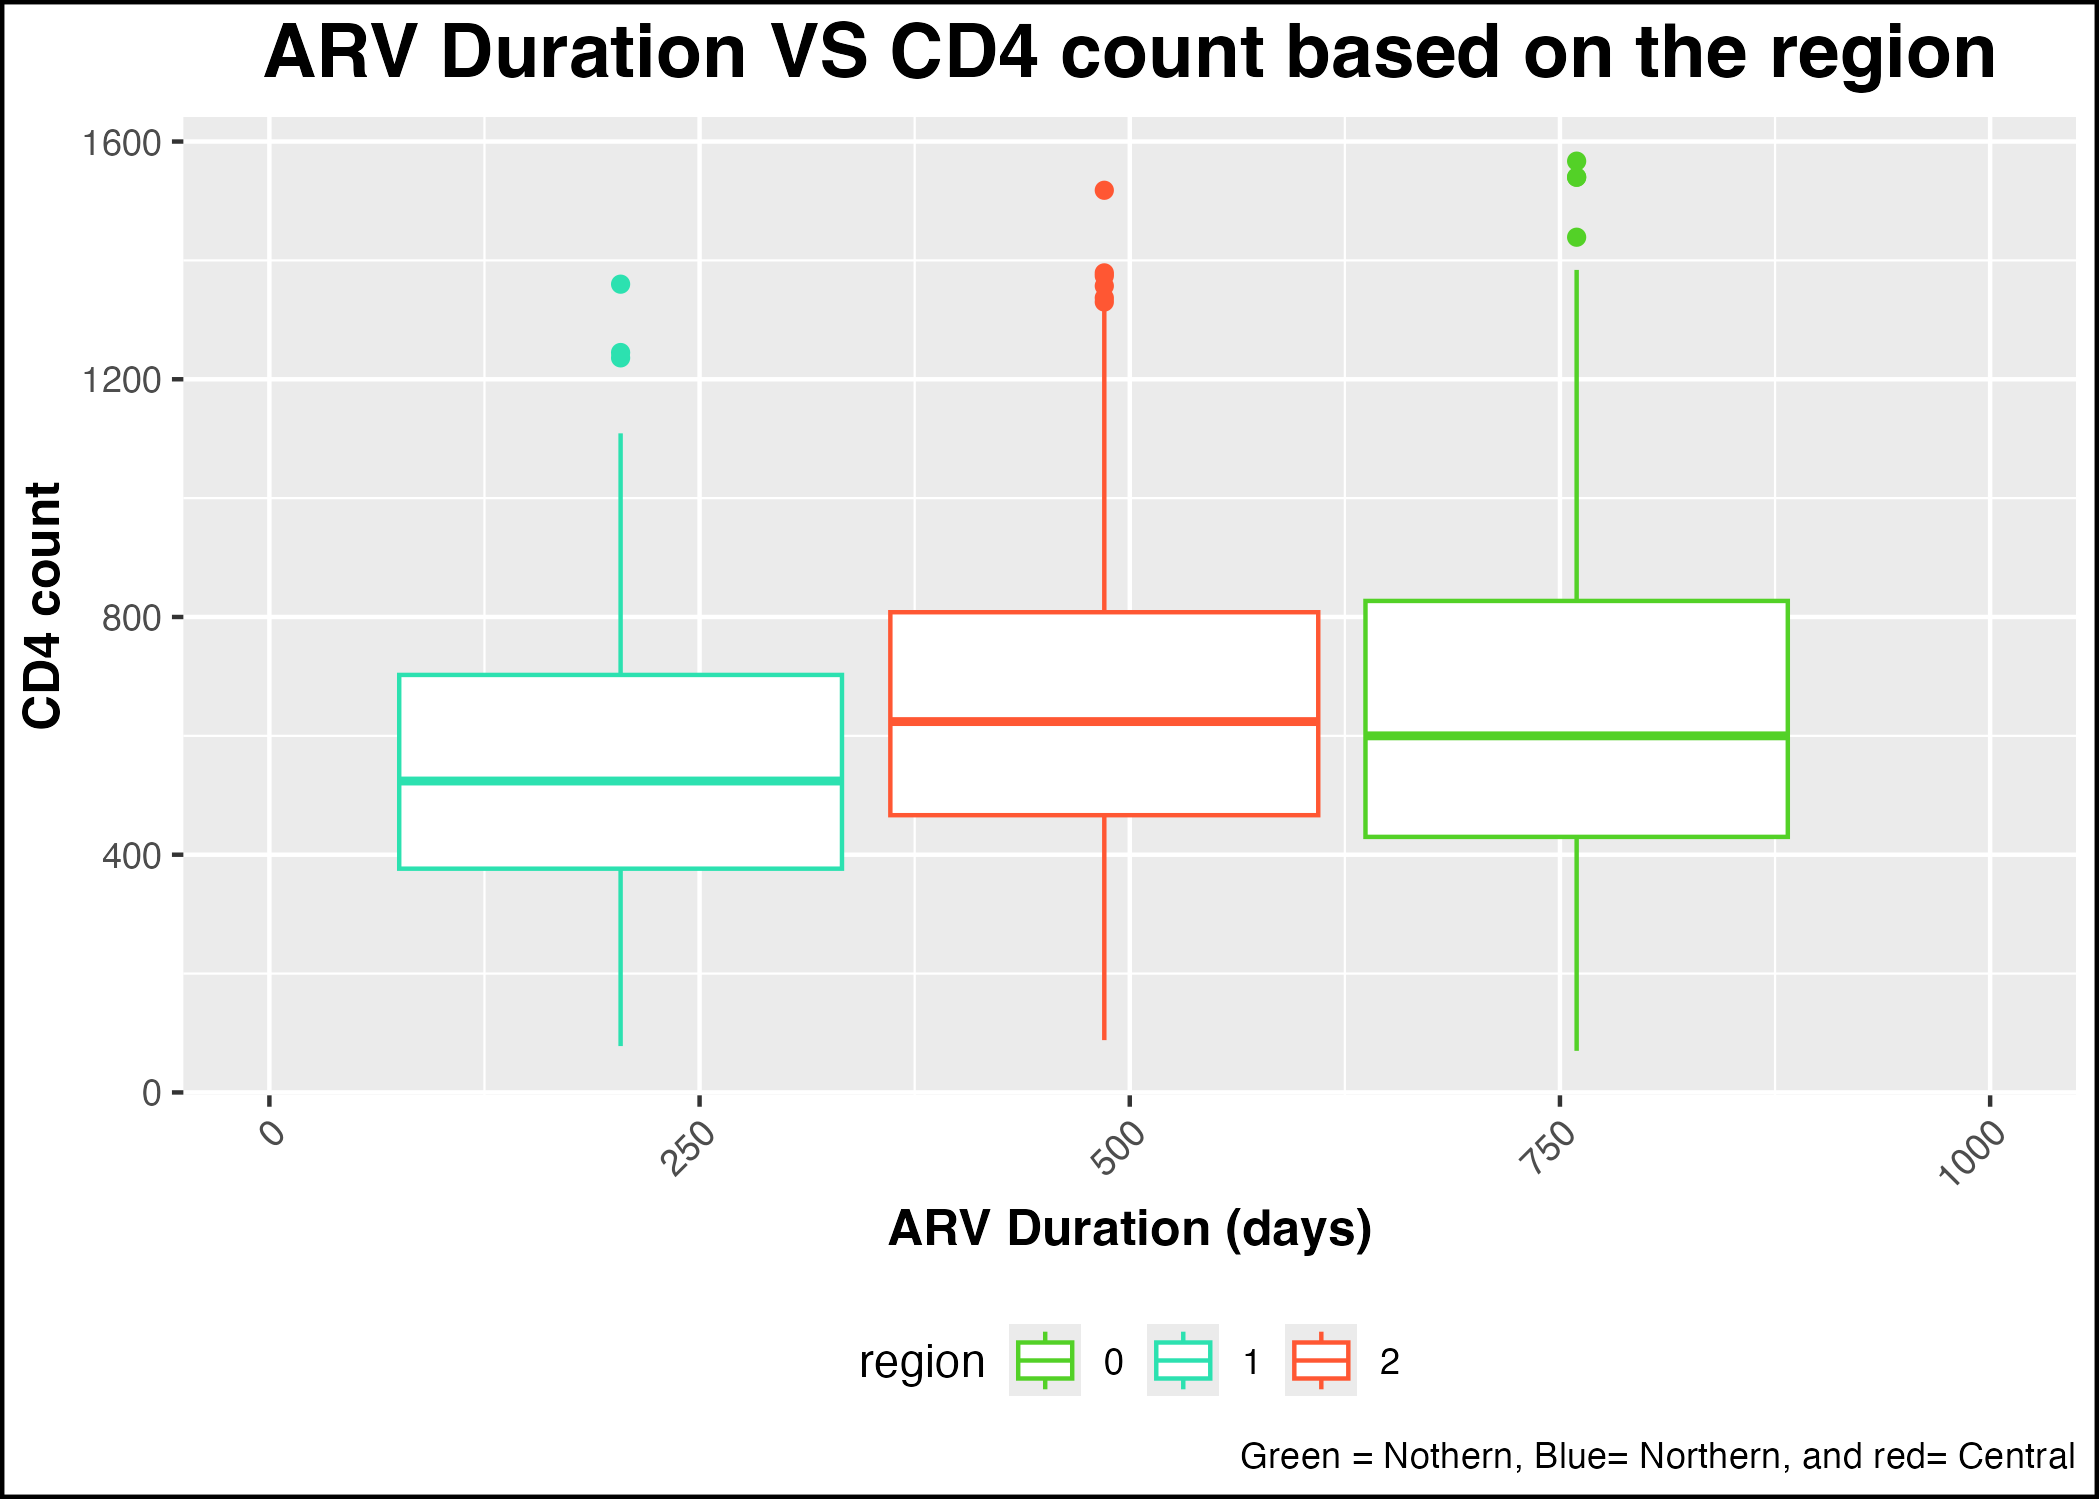 ARV Duration VS CD4 count based on the region
1600
1200
800
400
0
CD4 count
0
250
500
750
1000
ARV Duration (days)
region 0 1 2
Green = Nothern, Blue= Northern, and red= Central